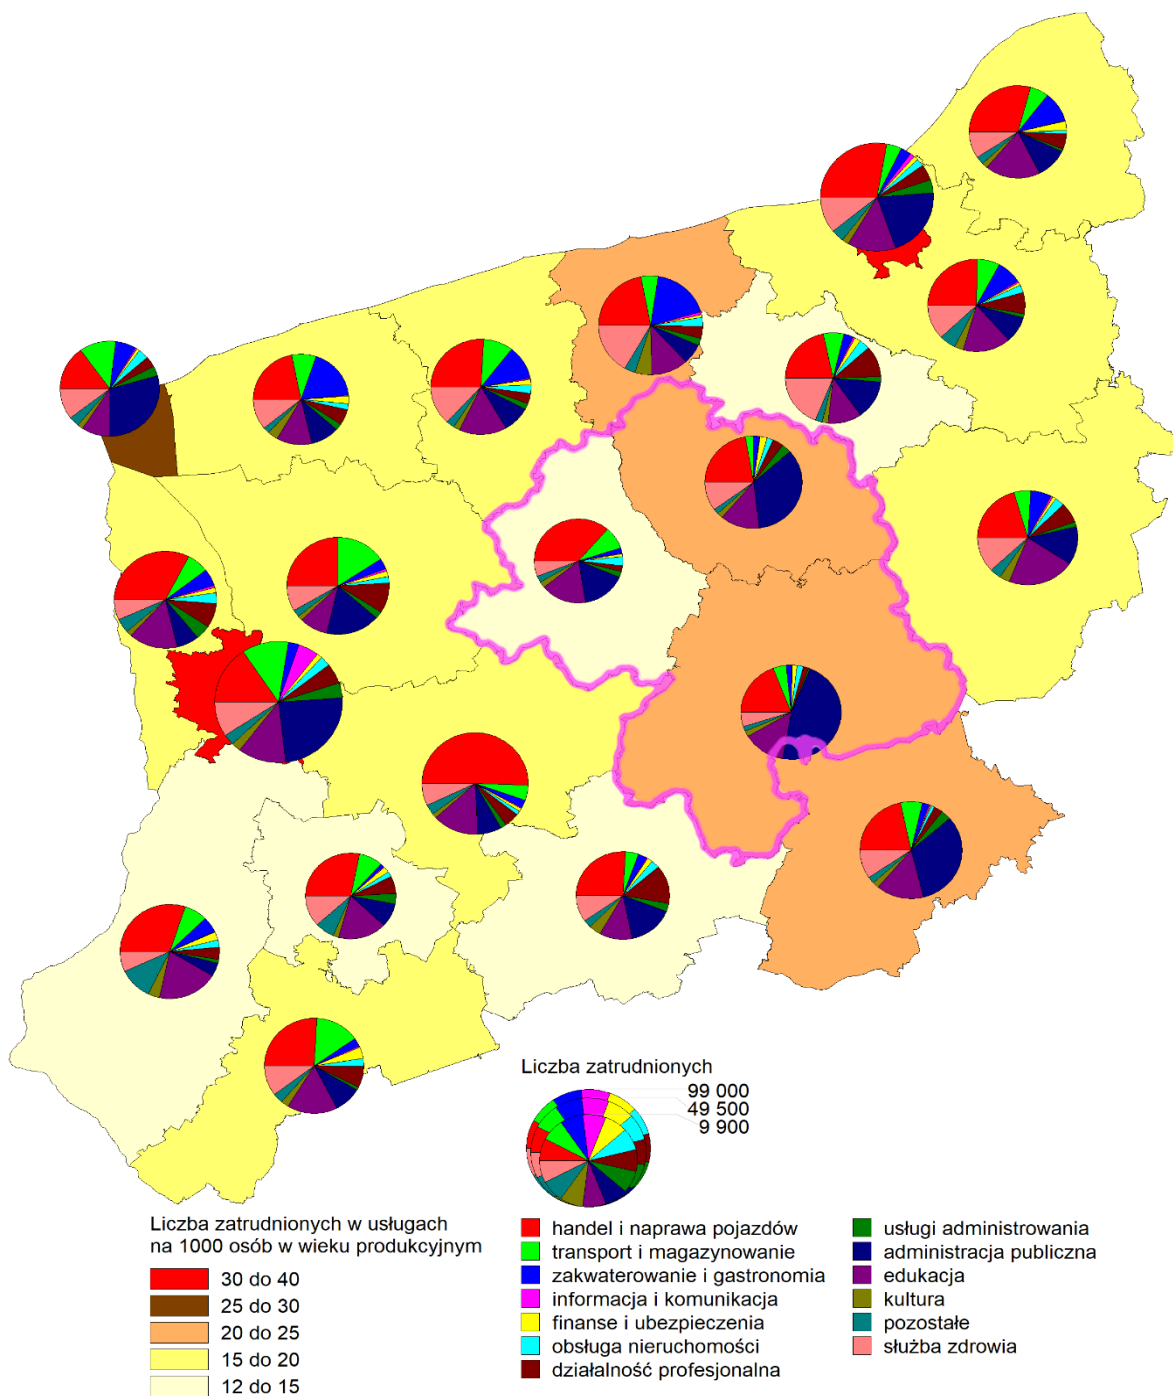 Liczba zatrudnionych
99 000
49 500
9 900
Liczba zatrudnionych w usługach
na 1000 osób w wieku produkcyjnym
30 do 40
25 do 30
20 do 25
15 do 20
12 do 15
handel i naprawa pojazdów
transport i magazynowanie
zakwaterowanie i gastronomia
informacja i komunikacja
finanse i ubezpieczenia
obsługa nieruchomości
działalność profesjonalna
usługi administrowania
administracja publiczna
edukacja
kultura
pozostałe
służba zdrowia